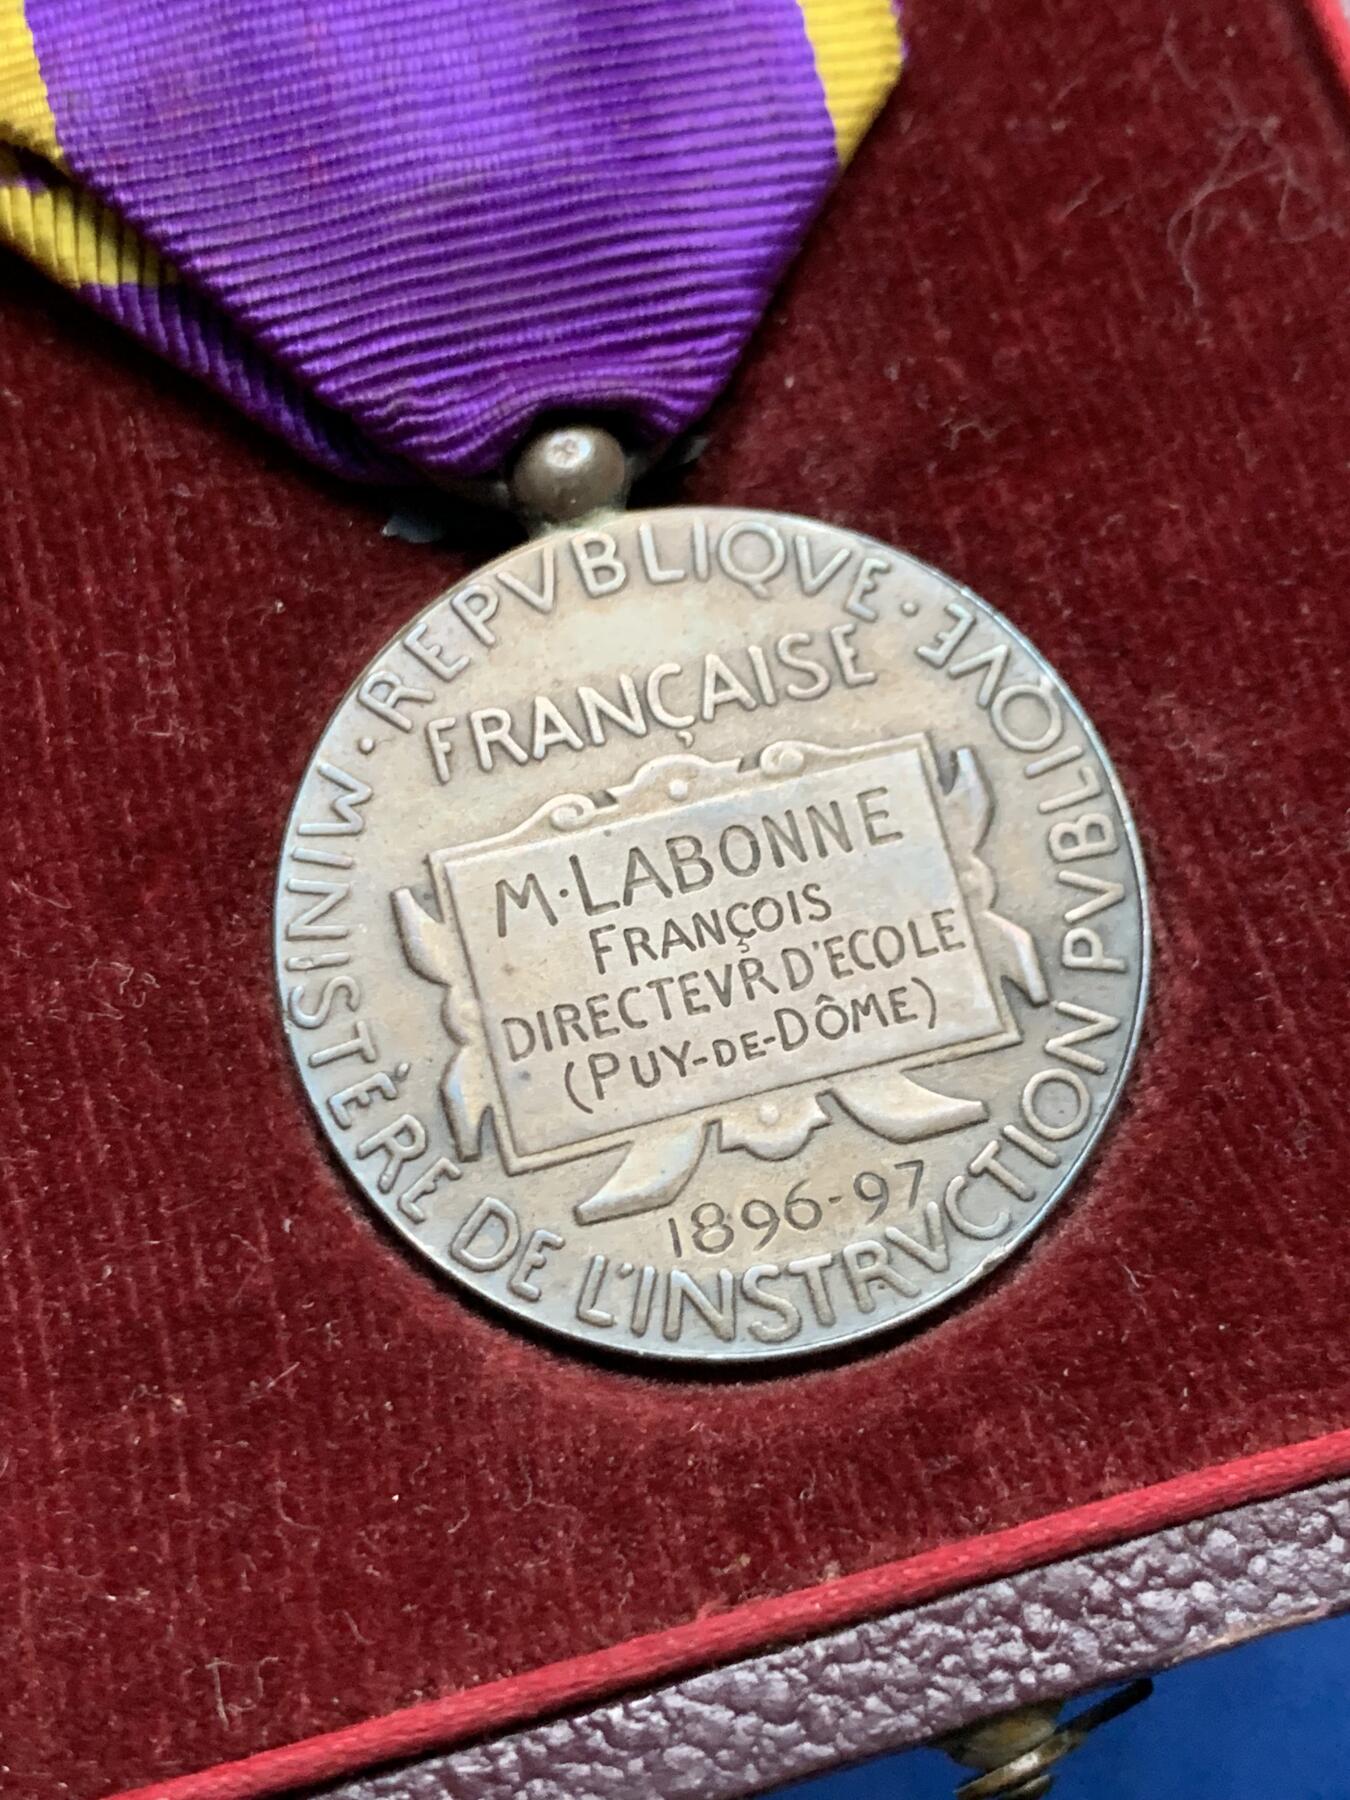 REPVBLIQVE
FRANÇAISE
M. LABONNE
FRANÇOIS
DIRECTEVR D'ECOLE
(PUY-DE-DÔME)
1896-97
MINISTÈRE DE L'INSTRVCTION PVBLIQVE